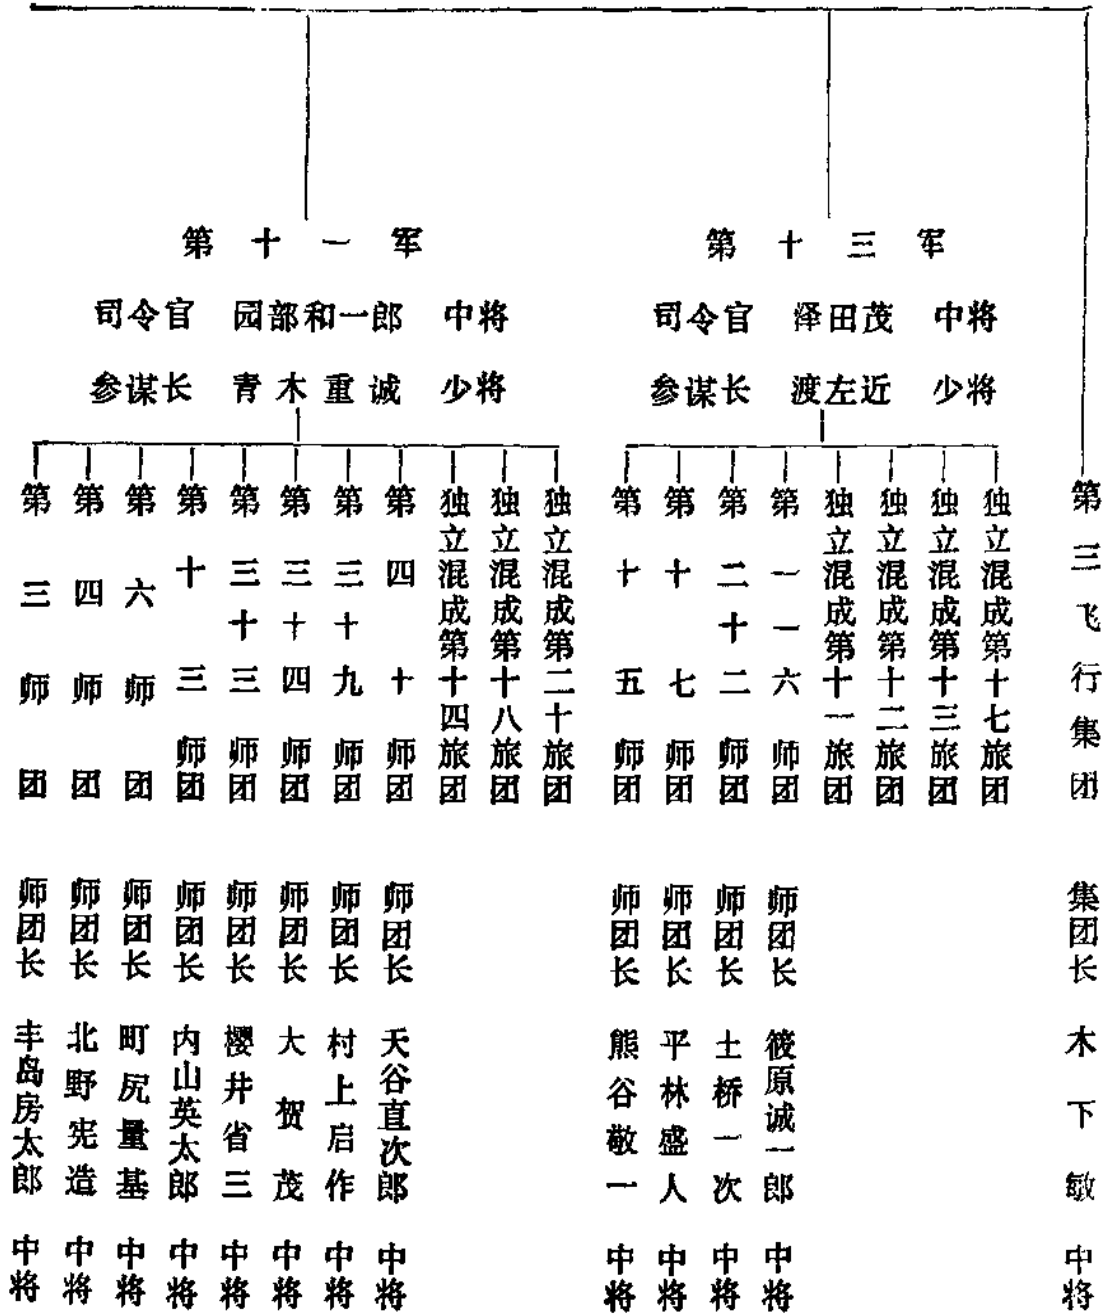 第十一军
司令官 园部和一郎 中将
参谋长 青木重诚 少将
第三师团 师团长 丰岛房太郎 中将
第四师团 师团长 北野宪造 中将
第六师团 师团长 町尻量基 中将
第十三师团 师团长 内山英太郎 中将
第三十三师团 师团长 樱井省三 中将
第三十四师团 师团长 大贺茂 中将
第三十九师团 师团长 村上启作 中将
第四十师团 师团长 天谷直次郎 中将
独立混成第十四旅团
独立混成第十八旅团
独立混成第二十旅团
第十三军
司令官 泽田茂 中将
参谋长 渡左近 少将
第十五师团 师团长 熊谷敬一 中将
第十七师团 师团长 平林盛人 中将
第二十二师团 师团长 土桥一次 中将
第一一六师团 师团长 筱原诚一郎 中将
独立混成第十一旅团
独立混成第十二旅团
独立混成第十三旅团
独立混成第十七旅团
第三飞行集团 集团长 木下敏 中将